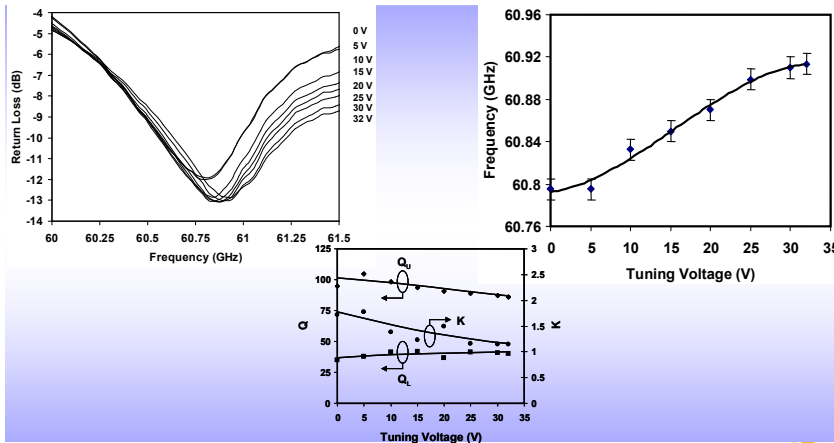 -4
-5
-6
-7
-8
-9
-10
-11
-12
-13
-14
Return Loss (dB)
60 60.25 60.5 60.75 61 61.25 61.5
Frequency (GHz)
0 V
5 V
10 V
15 V
20 V
25 V
30 V
32 V
60.96
60.92
60.88
60.84
60.8
60.76
Frequency (GHz)
0 5 10 15 20 25 30 35
Tuning Voltage (V)
125
100
75
50
25
0
Q
QU
K
QL
3
2.5
2
1.5
1
0.5
0
K
0 5 10 15 20 25 30
Tuning Voltage (V)